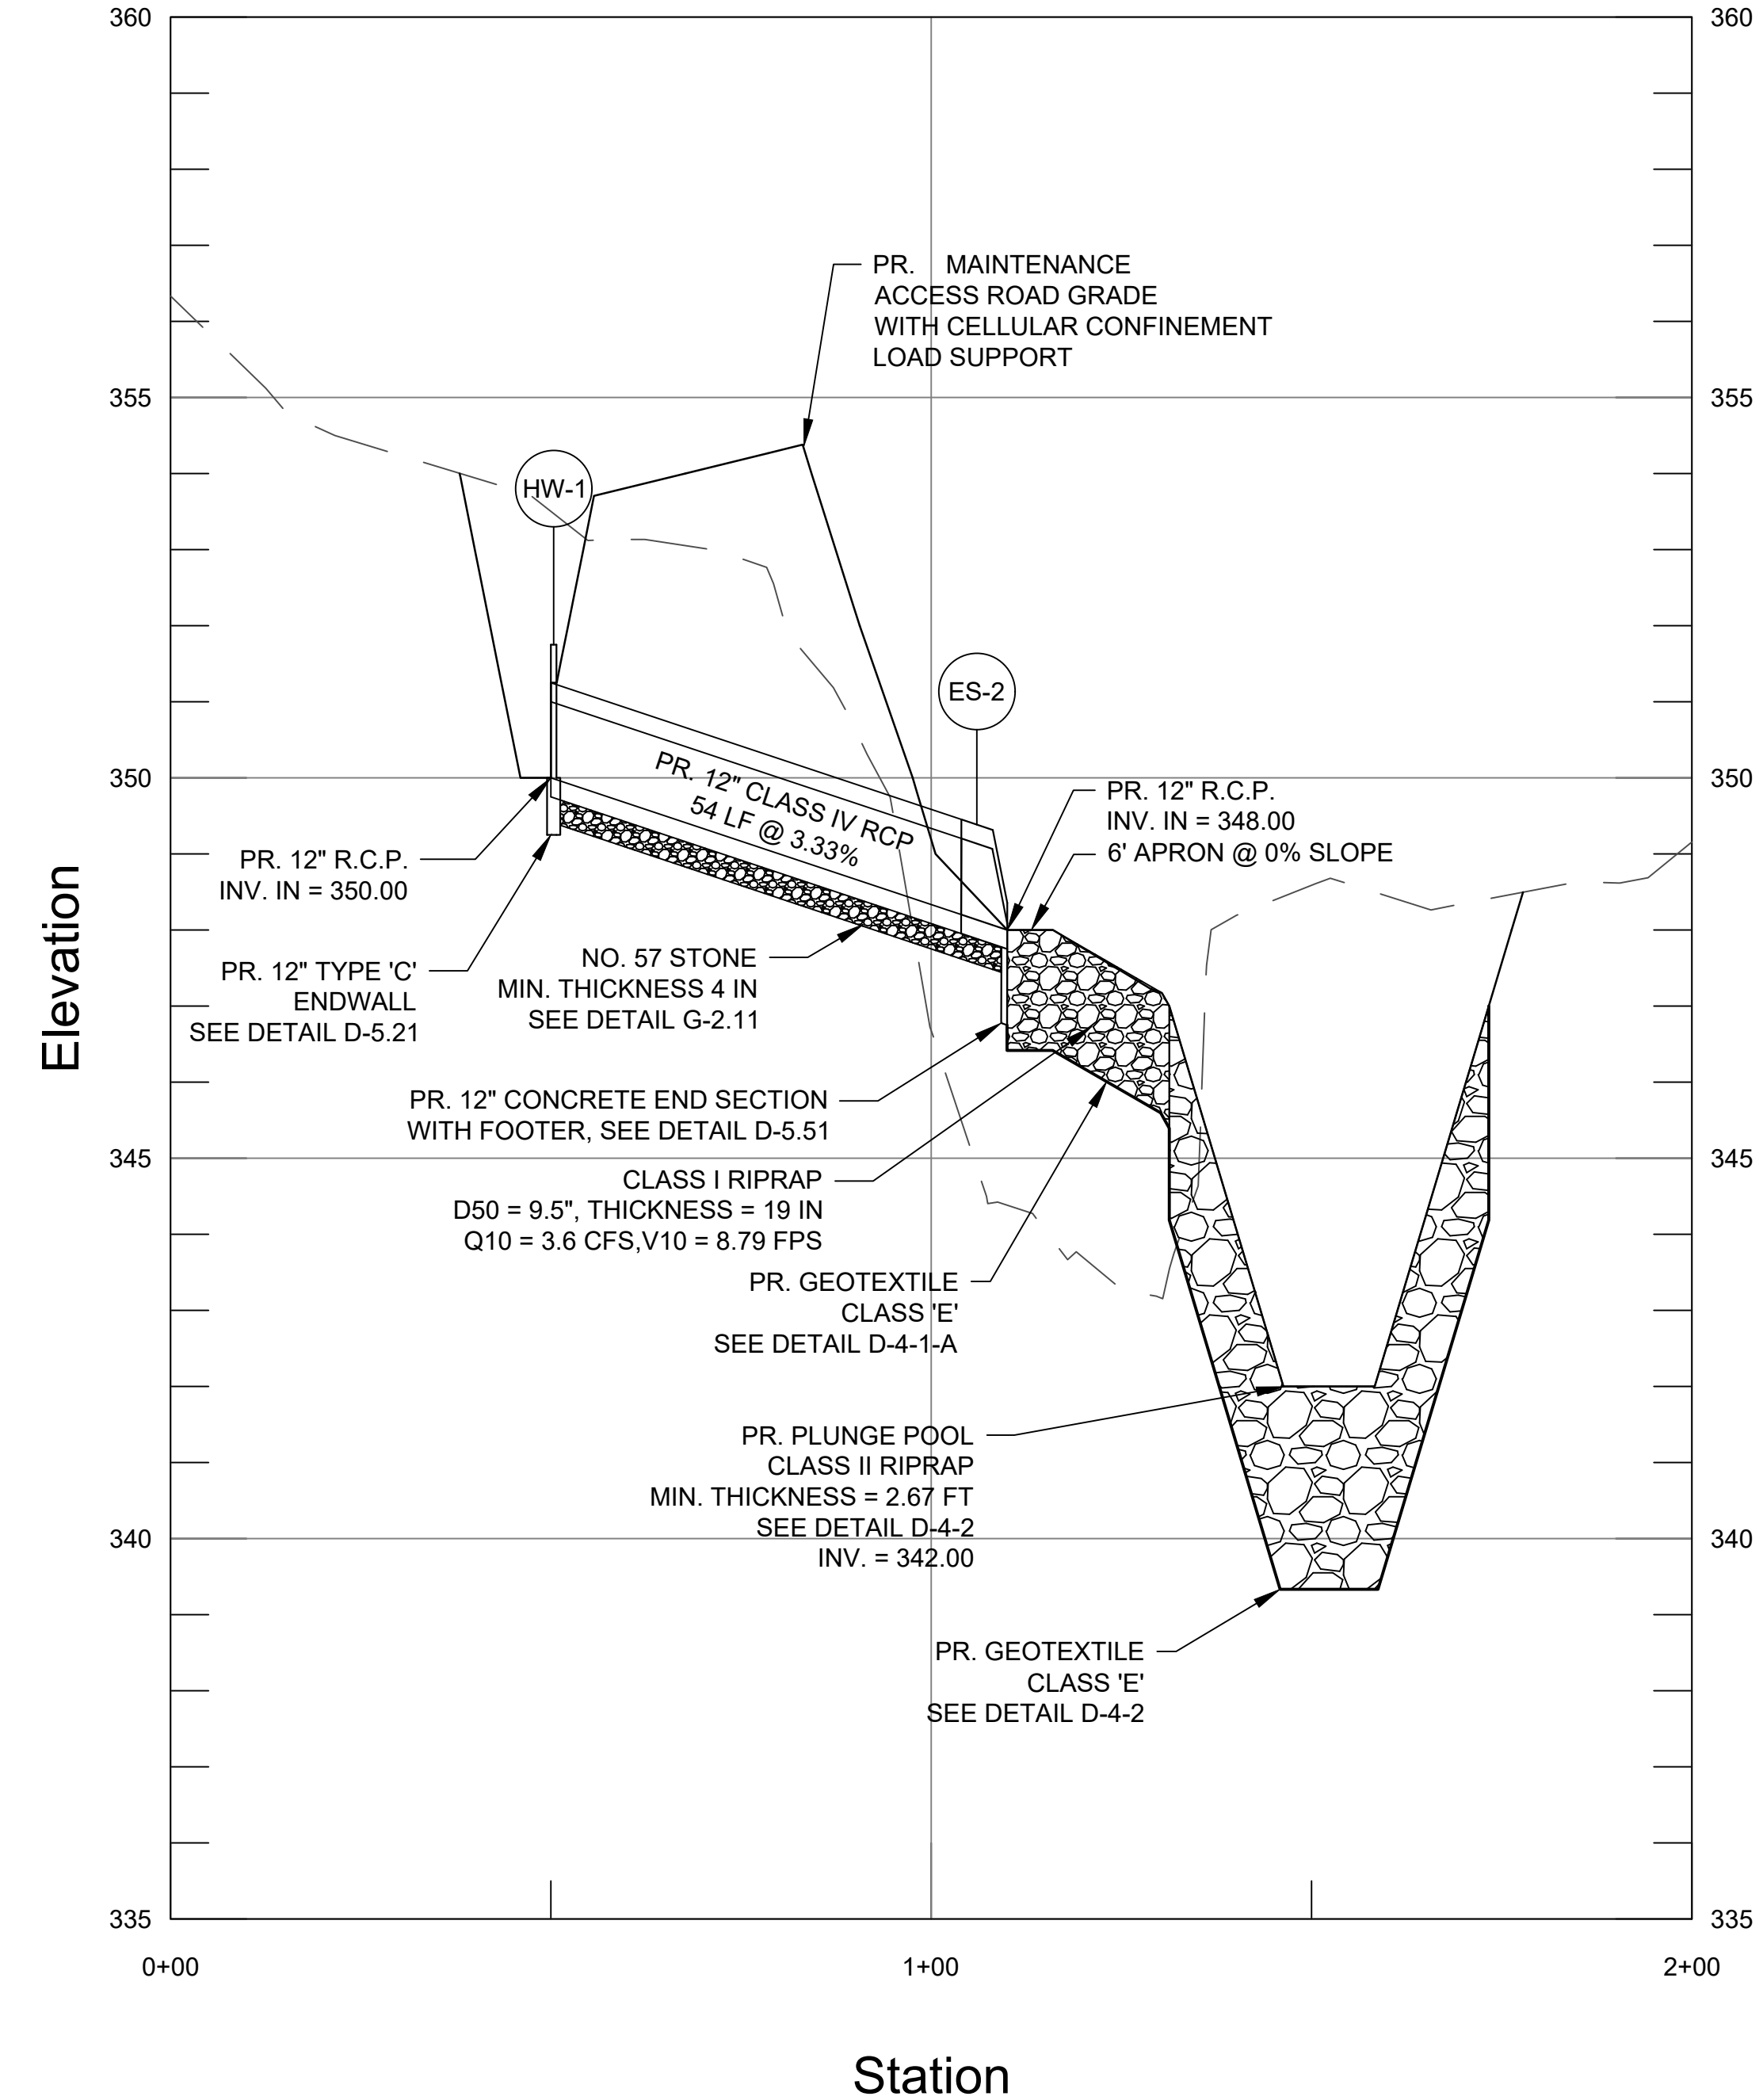 360
360
PR. MAINTENANCE
ACCESS ROAD GRADE
WITH CELLULAR CONFINEMENT
LOAD SUPPORT
355
355
HW-1
ES-2
350
350
PR. 12" CLASS IV RCP
54 LF @ 3.33%
PR. 12" R.C.P.
INV. IN = 348.00
6' APRON @ 0% SLOPE
PR. 12" R.C.P.
INV. IN = 350.00
PR. 12" TYPE 'C'
ENDWALL
SEE DETAIL D-5.21
NO. 57 STONE
MIN. THICKNESS 4 IN
SEE DETAIL G-2.11
Elevation
PR. 12" CONCRETE END SECTION
WITH FOOTER, SEE DETAIL D-5.51
345
345
CLASS I RIPRAP
D50 = 9.5", THICKNESS = 19 IN
Q10 = 3.6 CFS,V10 = 8.79 FPS
PR. GEOTEXTILE
CLASS 'E'
SEE DETAIL D-4-1-A
PR. PLUNGE POOL
CLASS II RIPRAP
MIN. THICKNESS = 2.67 FT
SEE DETAIL D-4-2
INV. = 342.00
340
340
PR. GEOTEXTILE
CLASS 'E'
SEE DETAIL D-4-2
335
335
0+00
1+00
2+00
Station